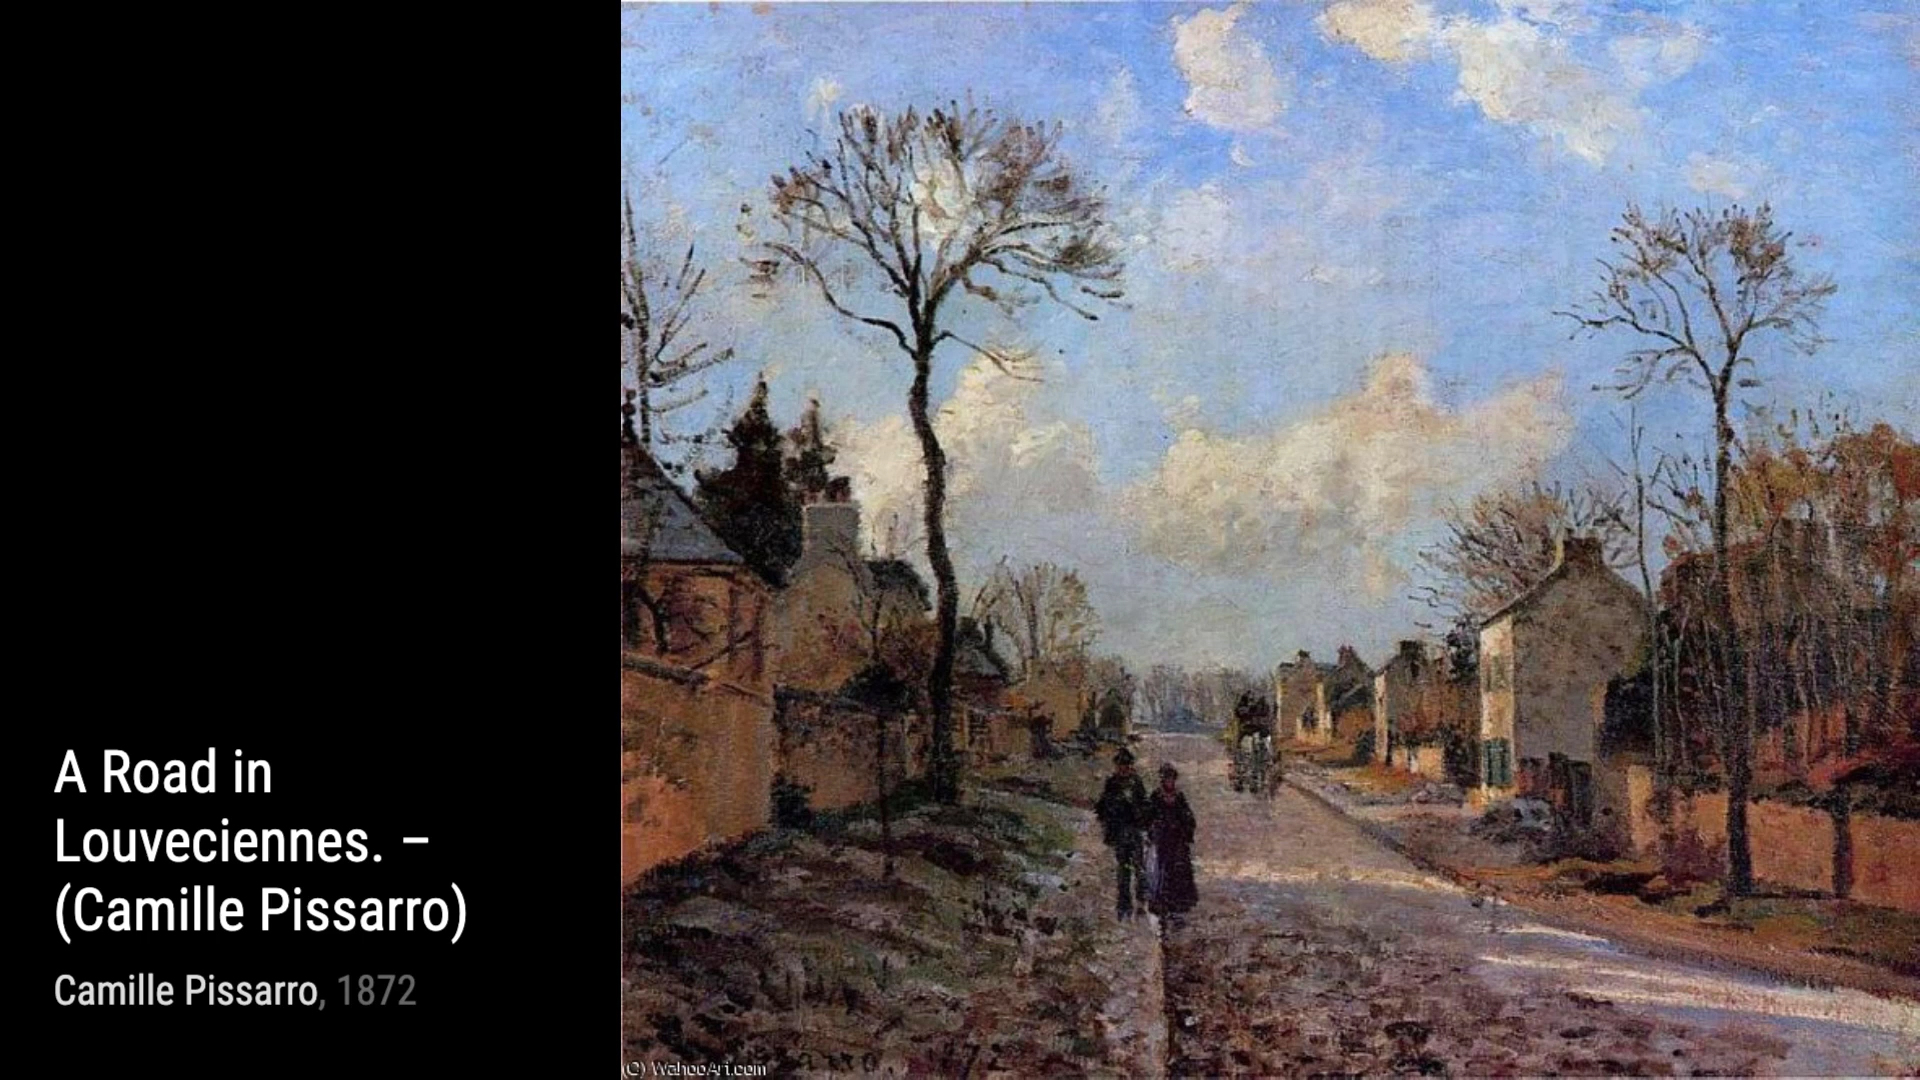 A Road in
Louveciennes. –
(Camille Pissarro)
Camille Pissarro, 1872
(C) WahooArt.com